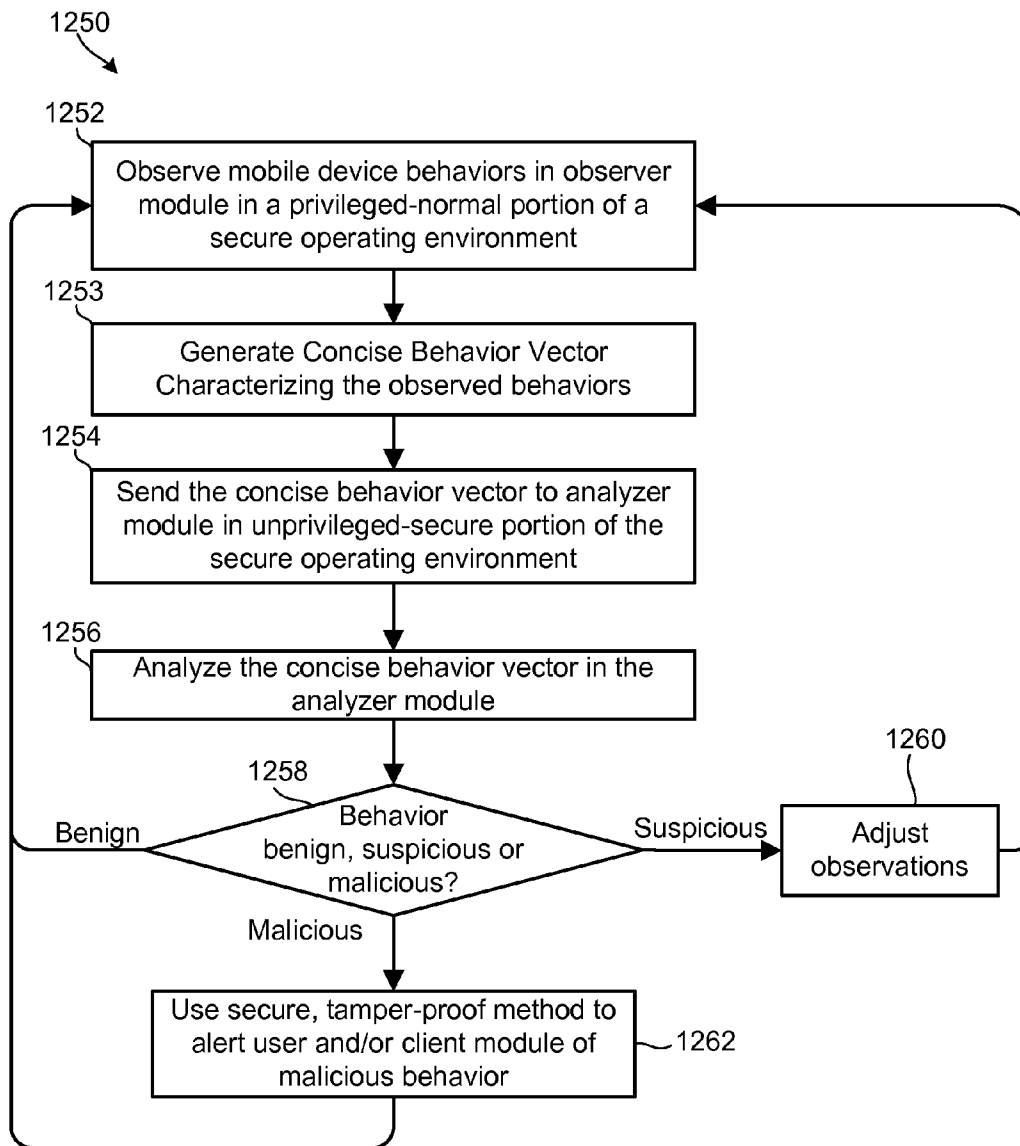 1250
1252
Observe mobile device behaviors in observer
module in a privileged-normal portion of a
secure operating environment
1253
Generate Concise Behavior Vector
Characterizing the observed behaviors
1254
Send the concise behavior vector to analyzer
module in unprivileged-secure portion of the
secure operating environment
1256
Analyze the concise behavior vector in the
analyzer module
1258
Behavior
benign, suspicious or
malicious?
Benign
Suspicious
1260
Adjust
observations
Malicious
Use secure, tamper-proof method to
alert user and/or client module of
malicious behavior
1262